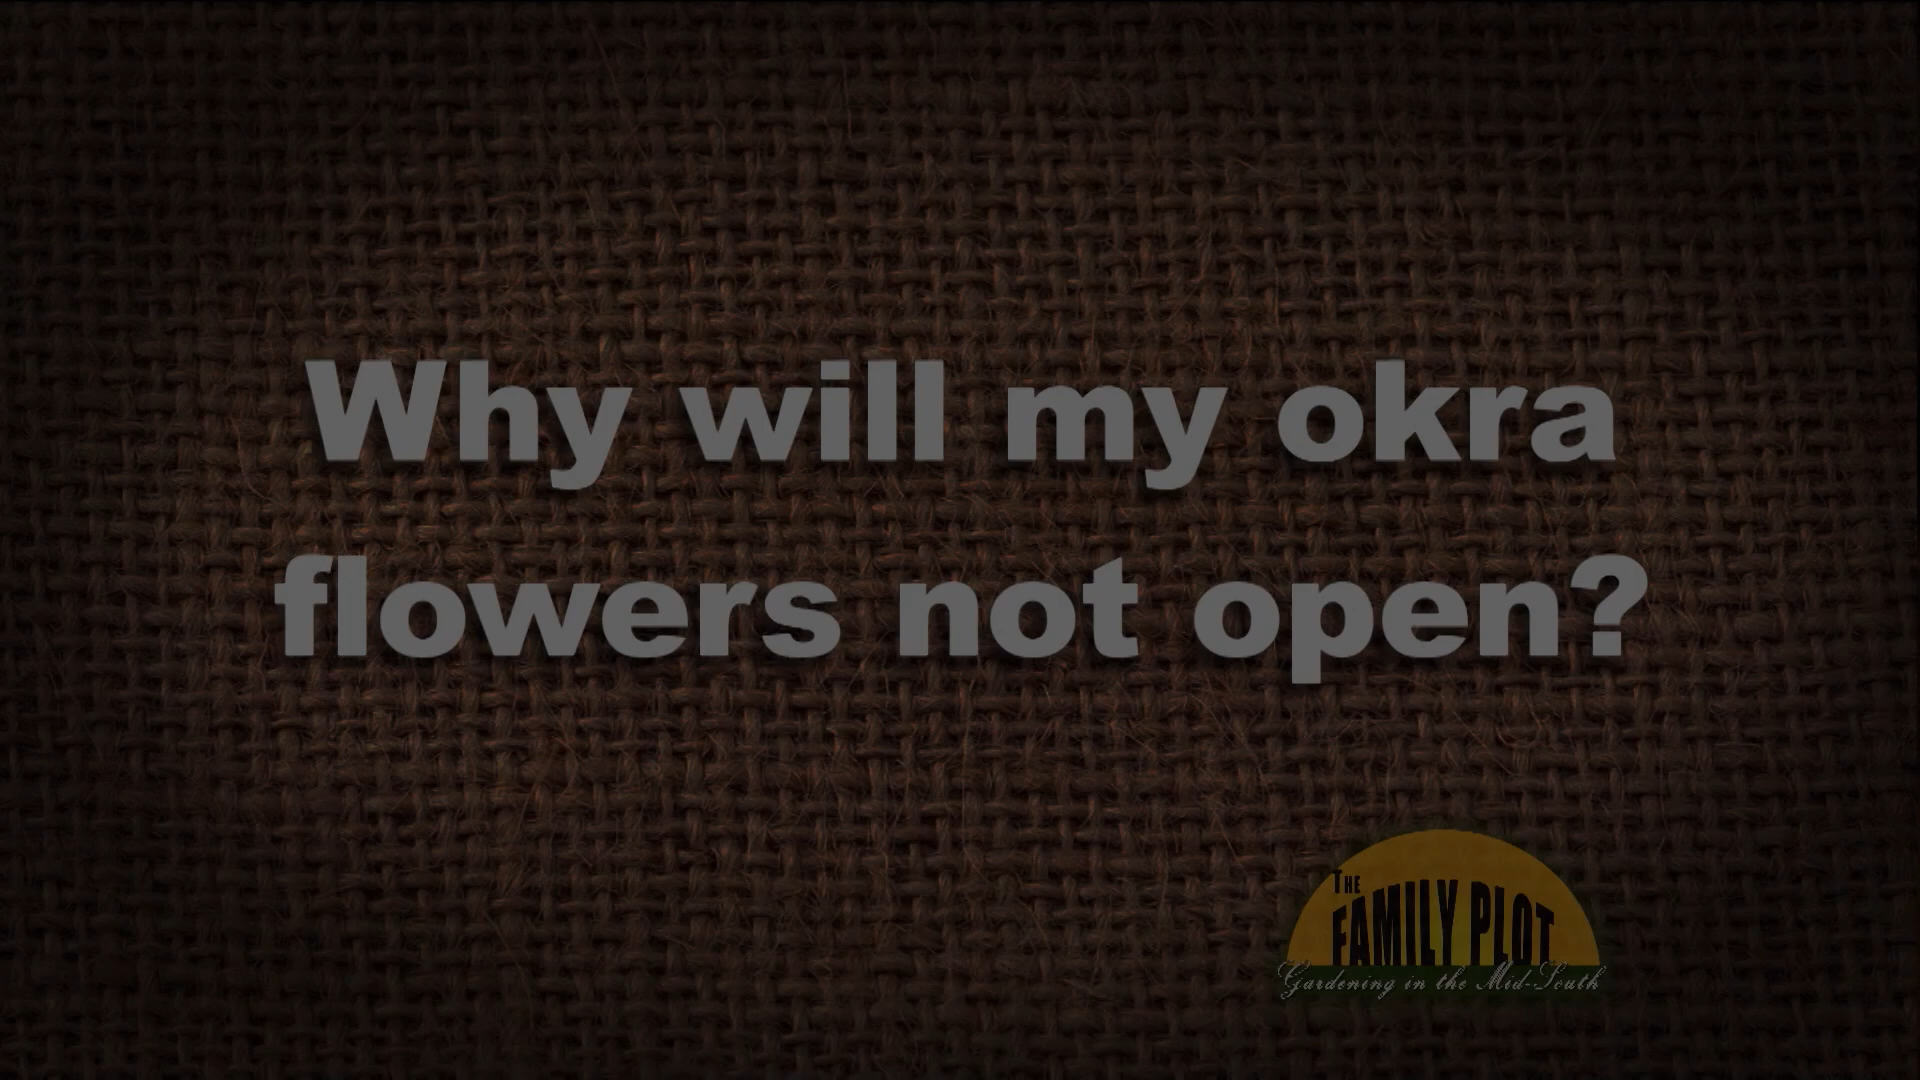 Why will my okra
flowers not open?
THE
FAMILY PLOT
Gardening in the Mid-South